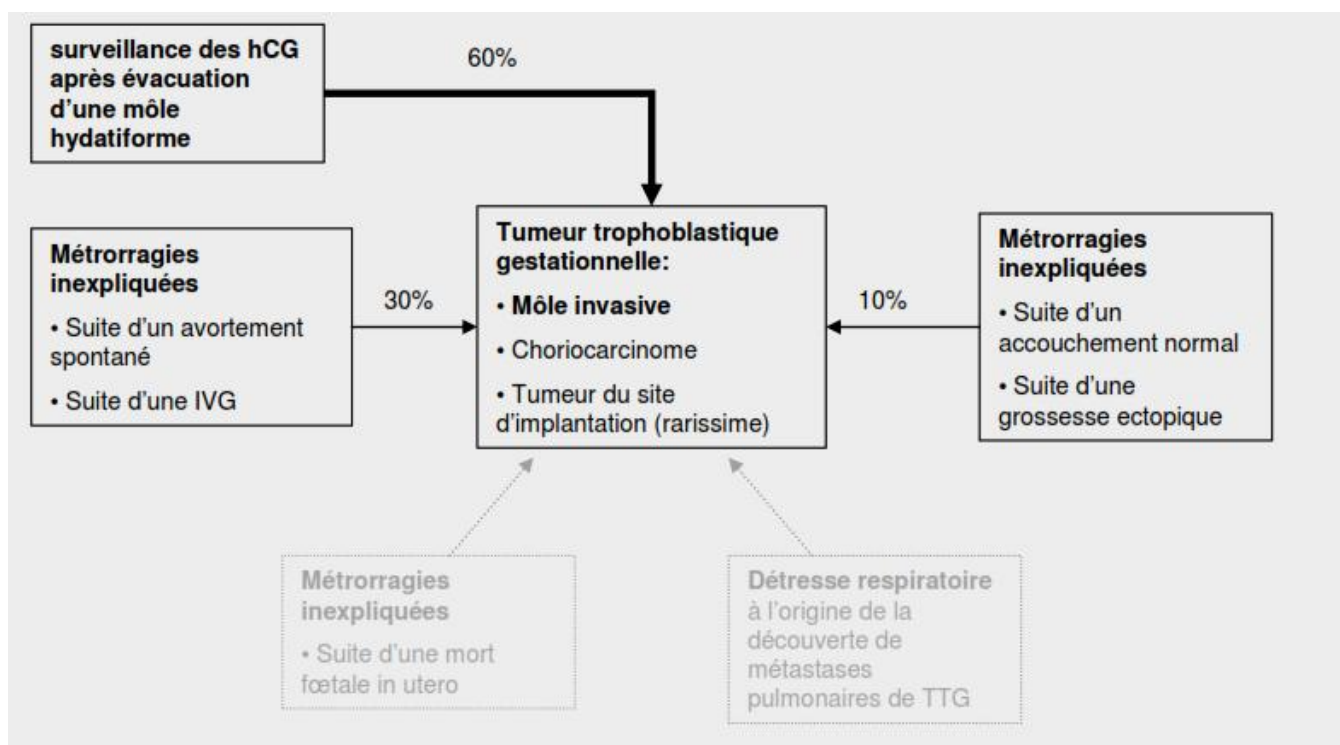 surveillance des hCG
après évacuation
d'une môle
hydatiforme
60%
Métrorragies
inexpliquées
• Suite d'un avortement
spontané
• Suite d'une IVG
30%
Tumeur trophoblastique
gestationnelle:
• Môle invasive
• Choriocarcinome
• Tumeur du site
d'implantation (rarissime)
10%
Métrorragies
inexpliquées
• Suite d'un
accouchement normal
• Suite d'une
grossesse ectopique
Métrorragies
inexpliquées
• Suite d'une mort
fœtale in utero
Détresse respiratoire
à l'origine de la
découverte de
métastases
pulmonaires de TTG